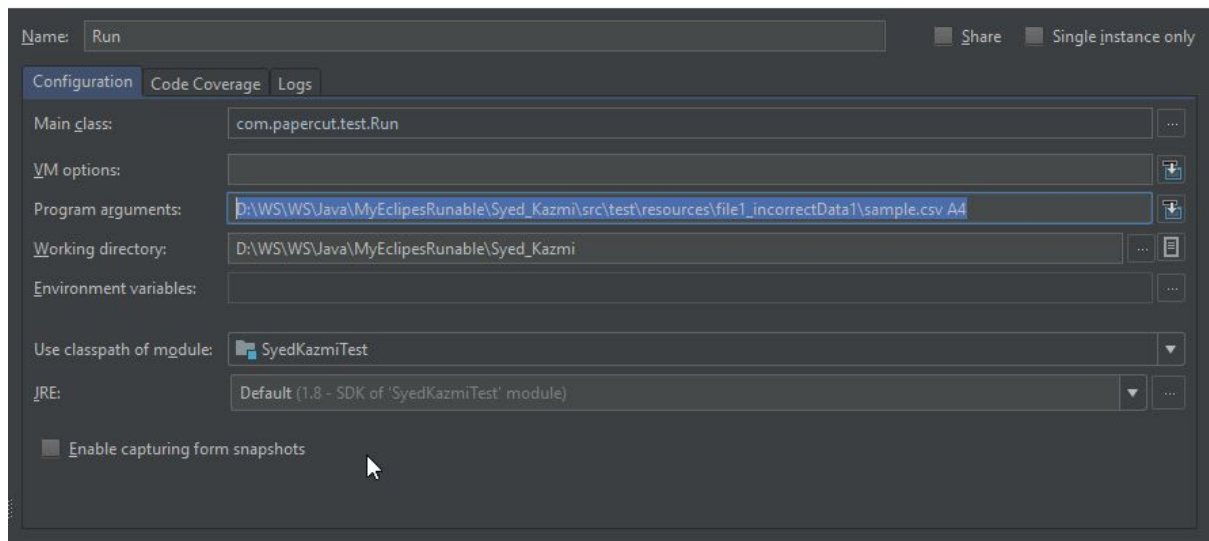 Name: Run Share Single instance only
Configuration Code Coverage Logs
Main class: com.papercut.test.Run ...
VM options:
Program arguments: D:\WS\WS\Java\MyEclipesRunable\Syed_Kazmi\src\test\resources\file1_incorrectData1\sample.csv A4
Working directory: D:\WS\WS\Java\MyEclipesRunable\Syed_Kazmi ...
Environment variables: ...
Use classpath of module: SyedKazmiTest
JRE: Default (1.8 - SDK of 'SyedKazmiTest' module) ...
Enable capturing form snapshots